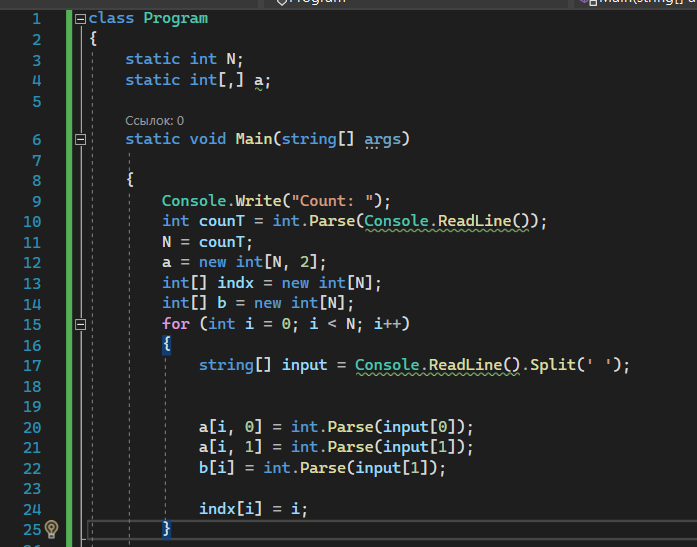 Program
Main(string[] a
1 class Program
2 {
3 static int N;
4 static int[,] a;
5
Ссылок: 0
6 static void Main(string[] args)
7
8 {
9 Console.Write("Count: ");
10 int counT = int.Parse(Console.ReadLine());
11 N = counT;
12 a = new int[N, 2];
13 int[] indx = new int[N];
14 int[] b = new int[N];
15 for (int i = 0; i < N; i++)
16 {
17 string[] input = Console.ReadLine().Split(' ');
18
19
20 a[i, 0] = int.Parse(input[0]);
21 a[i, 1] = int.Parse(input[1]);
22 b[i] = int.Parse(input[1]);
23
24 indx[i] = i;
25 }
26